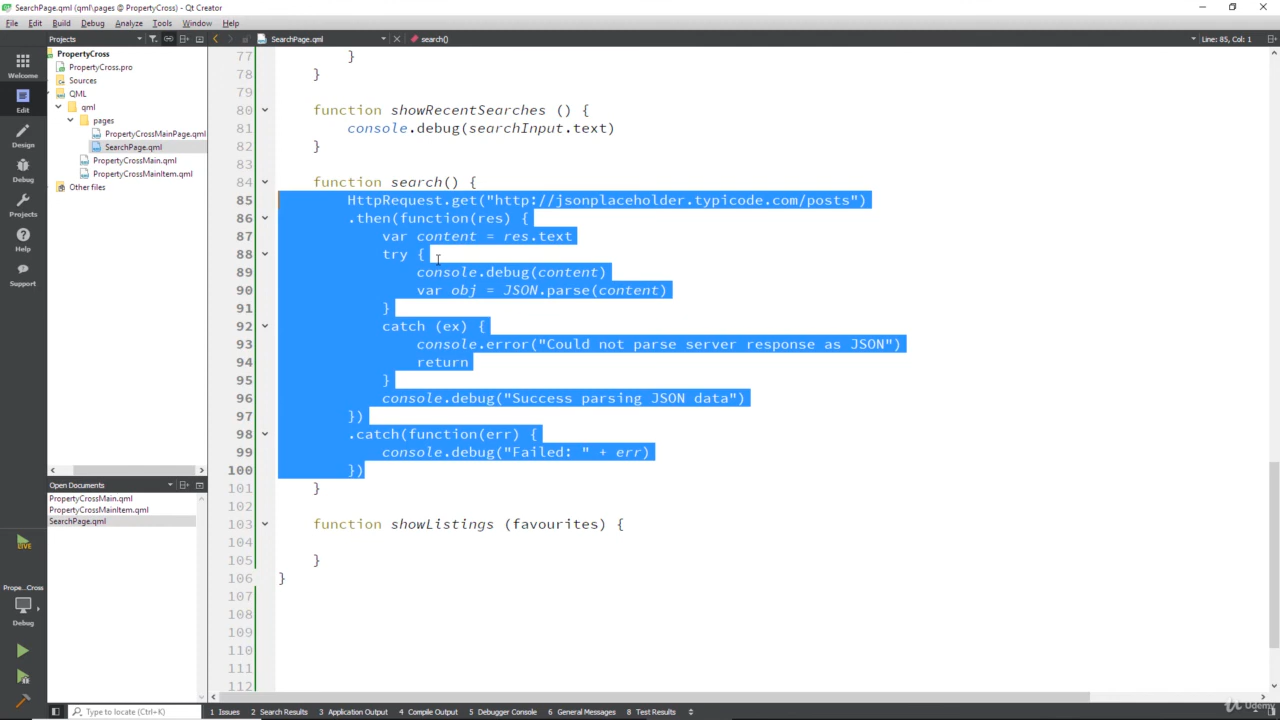 SearchPage.qml (qml\pages @ PropertyCross) - Qt Creator
File Edit Build Debug Analyze Tools Window Help
Projects SearchPage.qml search() Line: 85, Col: 1
Welcome
Edit
Design
Debug
Projects
Help
Support
LIVE
Prope...Cross
Debug
PropertyCross
PropertyCross.pro
Sources
QML
qml
pages
PropertyCrossMainPage.qml
SearchPage.qml
PropertyCrossMain.qml
PropertyCrossMainItem.qml
Other files
Open Documents
PropertyCrossMain.qml
PropertyCrossMainItem.qml
SearchPage.qml
77 }
78 }
79
80 function showRecentSearches () {
81 console.debug(searchInput.text)
82 }
83
84 function search() {
85 HttpRequest.get("http://jsonplaceholder.typicode.com/posts")
86 .then(function(res) {
87 var content = res.text
88 try {
89 console.debug(content)
90 var obj = JSON.parse(content)
91 }
92 catch (ex) {
93 console.error("Could not parse server response as JSON")
94 return
95 }
96 console.debug("Success parsing JSON data")
97 })
98 .catch(function(err) {
99 console.debug("Failed: " + err)
100 })
101 }
102
103 function showListings (favourites) {
104
105 }
106 }
107
108
109
110
111
112
Type to locate (Ctrl+K) 1 Issues 2 Search Results 3 Application Output 4 Compile Output 5 Debugger Console 6 General Messages 8 Test Results
Udemy